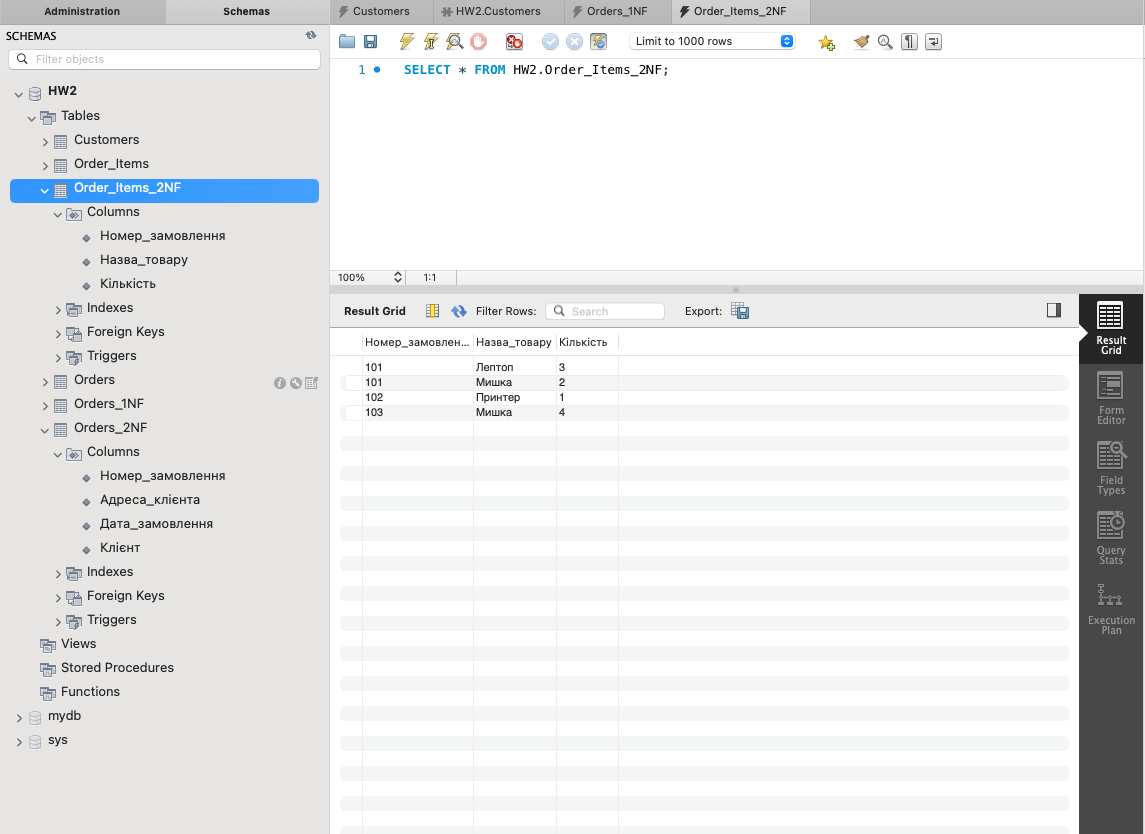 Administration Schemas Customers HW2.Customers Orders_1NF Order_Items_2NF
SCHEMAS
Filter objects
Limit to 1000 rows
1 SELECT * FROM HW2.Order_Items_2NF;
HW2
Tables
Customers
Order_Items
Order_Items_2NF
Columns
Номер_замовлення
Назва_товару
Кількість
Indexes
Foreign Keys
Triggers
Orders
Orders_1NF
Orders_2NF
Columns
Номер_замовлення
Адреса_клієнта
Дата_замовлення
Клієнт
Indexes
Foreign Keys
Triggers
Views
Stored Procedures
Functions
mydb
sys
100% 1:1
Result Grid Filter Rows: Search Export:
Номер_замовлен... Назва_товару Кількість
101 Лептоп 3
101 Мишка 2
102 Принтер 1
103 Мишка 4
Result
Grid
Form
Editor
Field
Types
Query
Stats
Execution
Plan